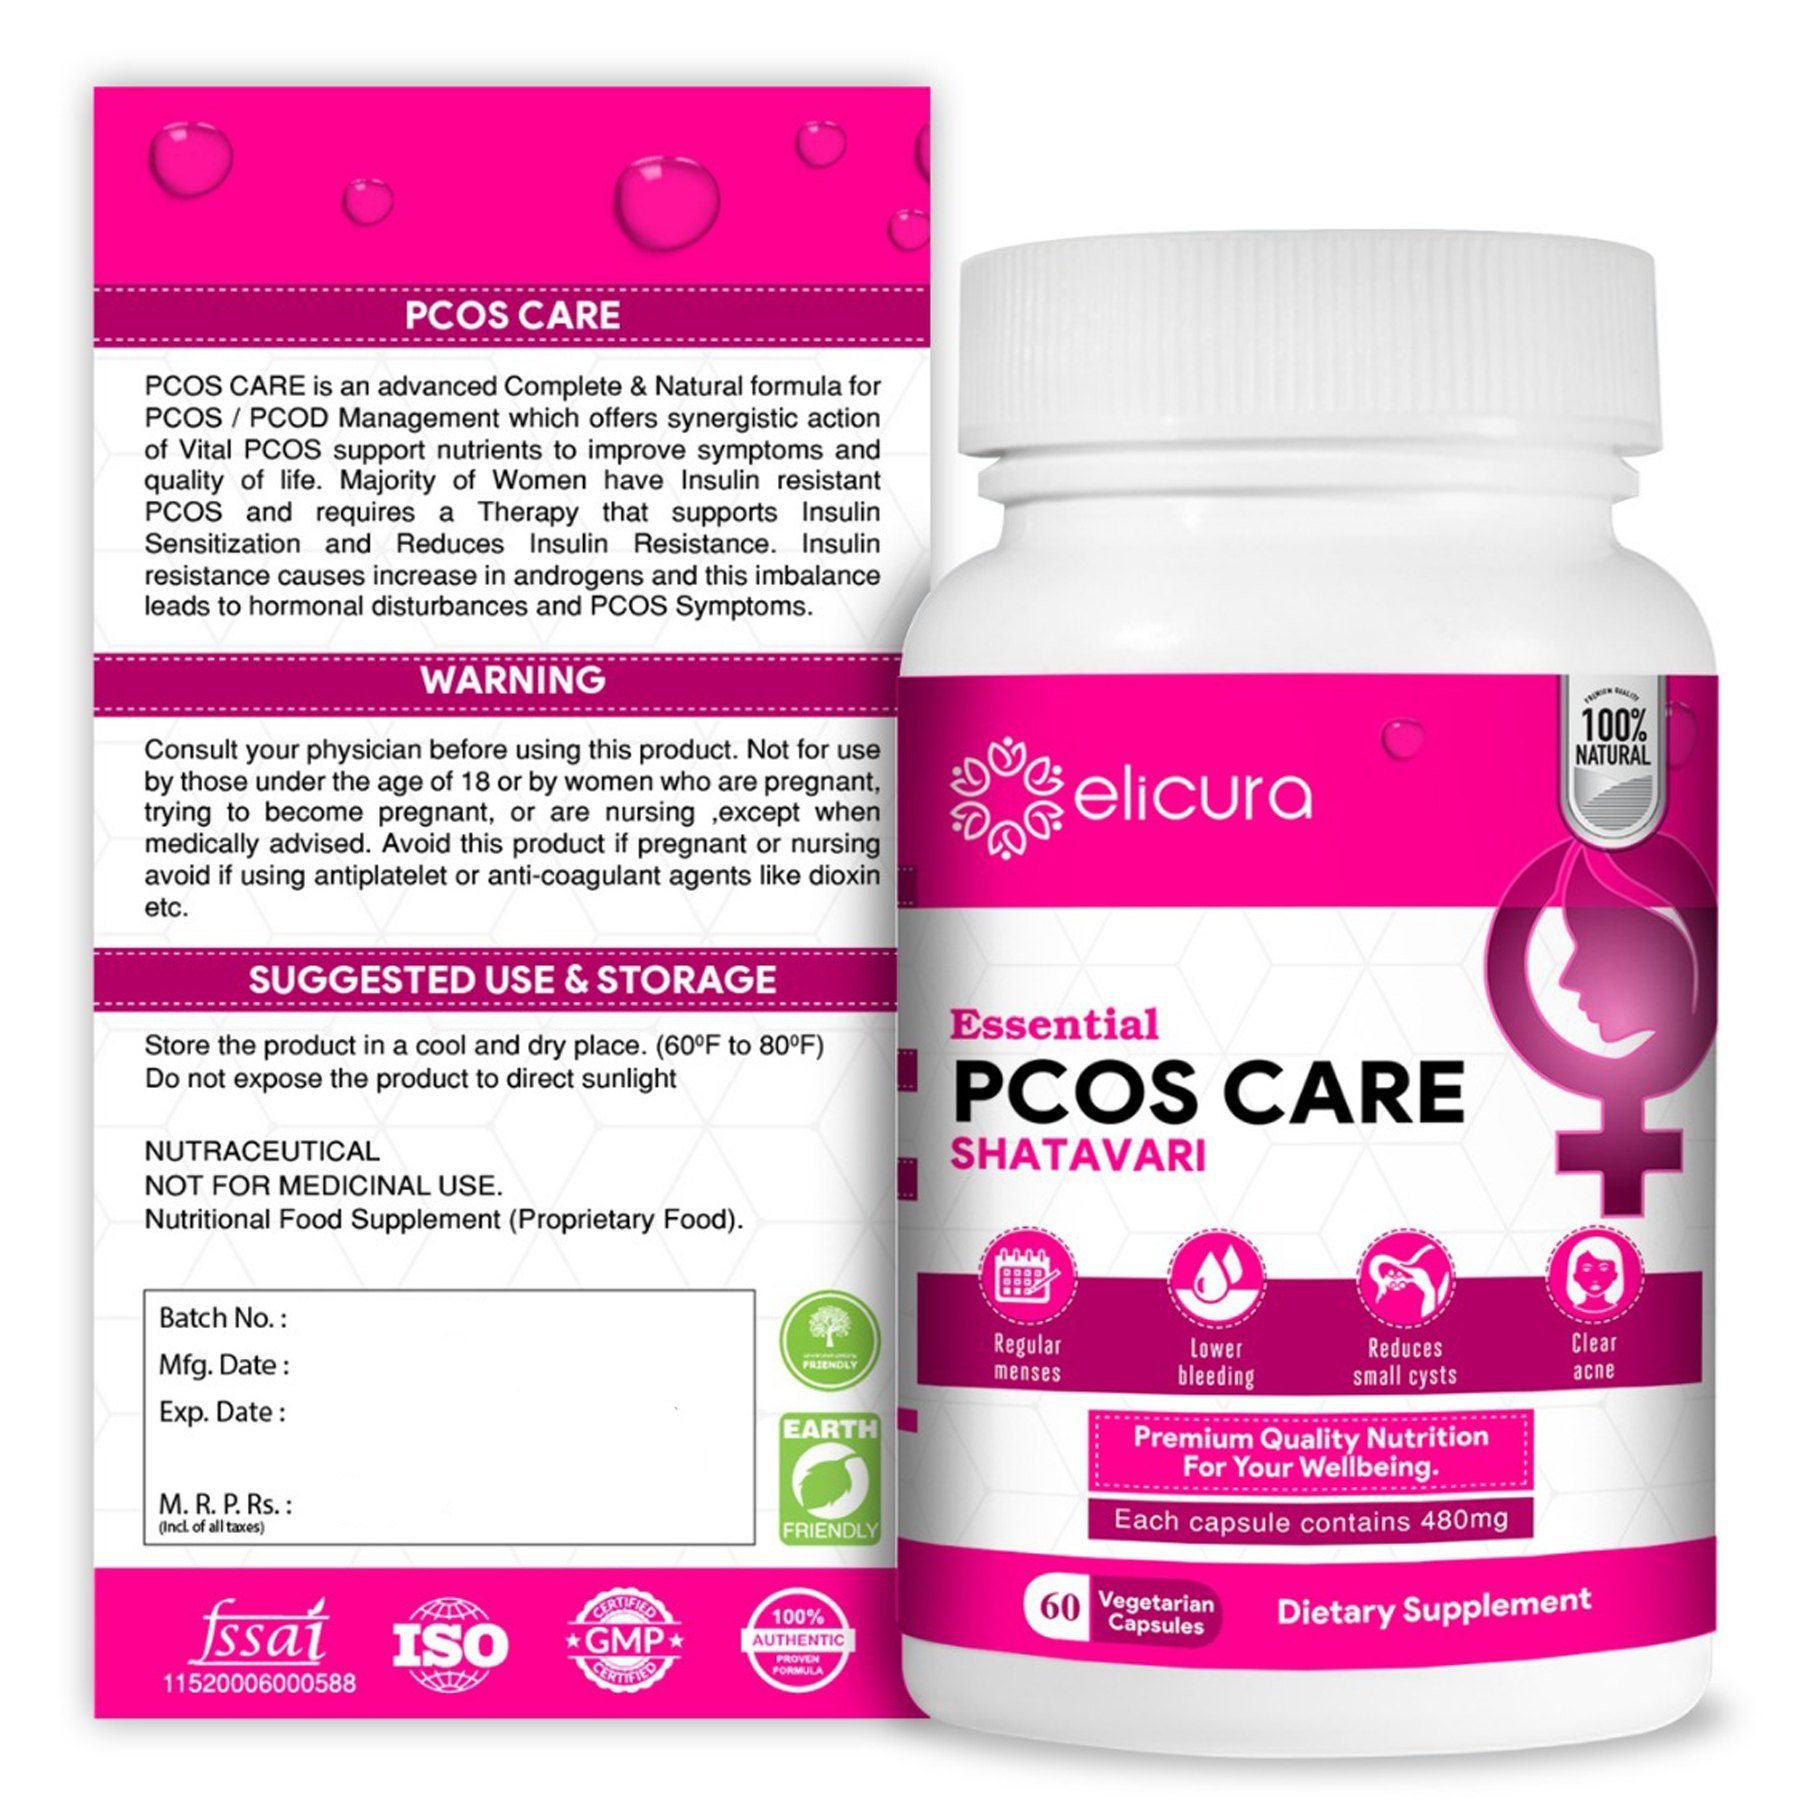 PCOS CARE
PCOS CARE is an advanced Complete & Natural formula for
PCOS / PCOD Management which offers synergistic action
of Vital PCOS support nutrients to improve symptoms and
quality of life. Majority of Women have Insulin resistant
PCOS and requires a Therapy that supports Insulin
Sensitization and Reduces Insulin Resistance. Insulin
resistance causes increase in androgens and this imbalance
leads to hormonal disturbances and PCOS Symptoms.
WARNING
Consult your physician before using this product. Not for use
by those under the age of 18 or by women who are pregnant,
trying to become pregnant, or are nursing ,except when
medically advised. Avoid this product if pregnant or nursing
avoid if using antiplatelet or anti-coagulant agents like dioxin
etc.
SUGGESTED USE & STORAGE
Store the product in a cool and dry place. (60⁰F to 80⁰F)
Do not expose the product to direct sunlight
NUTRACEUTICAL
NOT FOR MEDICINAL USE.
Nutritional Food Supplement (Proprietary Food).
Batch No. :
Mfg. Date :
Exp. Date :
M. R. P. Rs. :
(Incl. of all taxes)
FRIENDLY
EARTH
FRIENDLY
fssai
11520006000588
ISO
CERTIFIED
GMP
CERTIFIED
100%
AUTHENTIC
PROVEN
FORMULA
PREMIUM QUALITY
100%
NATURAL
elicura
Essential
PCOS CARE
SHATAVARI
Regular
menses
Lower
bleeding
Reduces
small cysts
Clear
acne
Premium Quality Nutrition
For Your Wellbeing.
Each capsule contains 480mg
60
Vegetarian
Capsules
Dietary Supplement